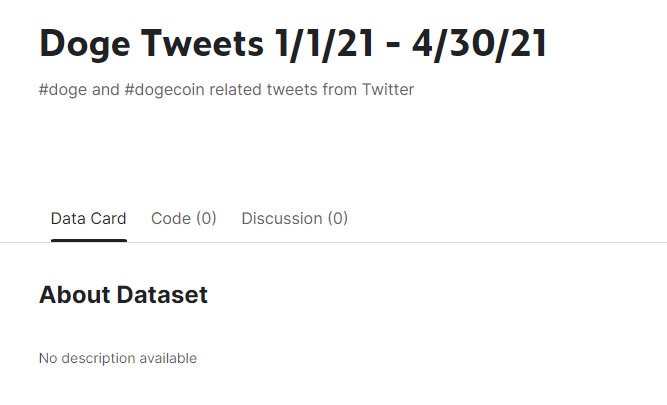 Doge Tweets 1/1/21 - 4/30/21
#doge and #dogecoin related tweets from Twitter
Data Card Code (0) Discussion (0)
About Dataset
No description available